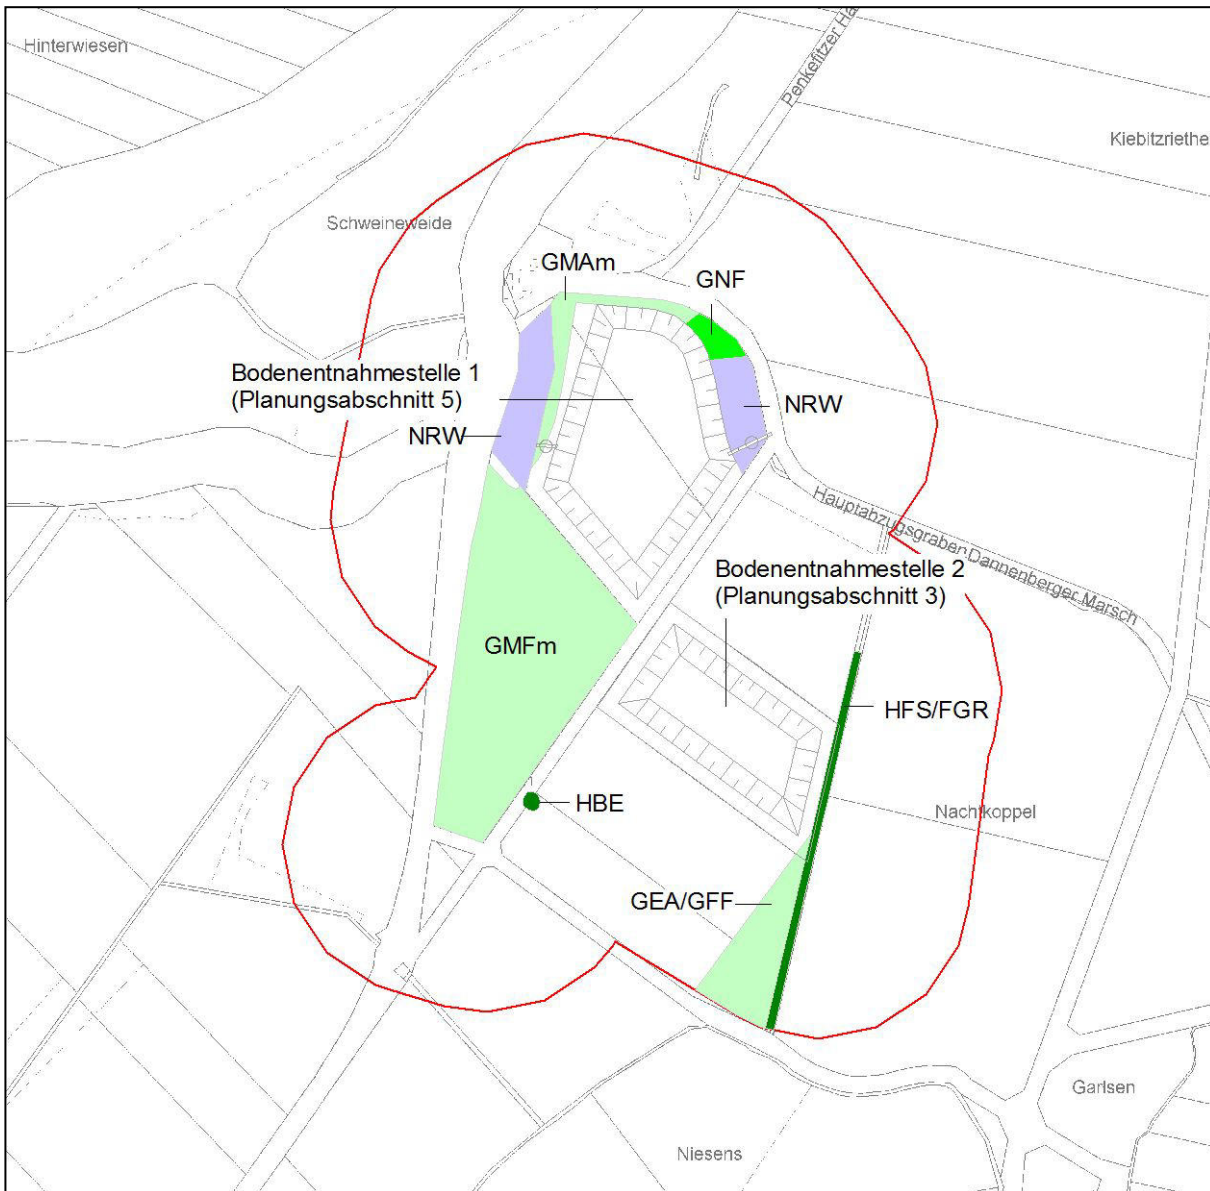 Hinterwiesen
Penkefitzer Ha
Kiebitzriethe
Schweineweide
GMAm
GNF
Bodenentnahmestelle 1
(Planungsabschnitt 5)
NRW
NRW
Hauptabzugsgraben Dannenberger Marsch
Bodenentnahmestelle 2
(Planungsabschnitt 3)
GMFm
HFS/FGR
HBE
Nachtkoppel
GEA/GFF
Garlsen
Niesens